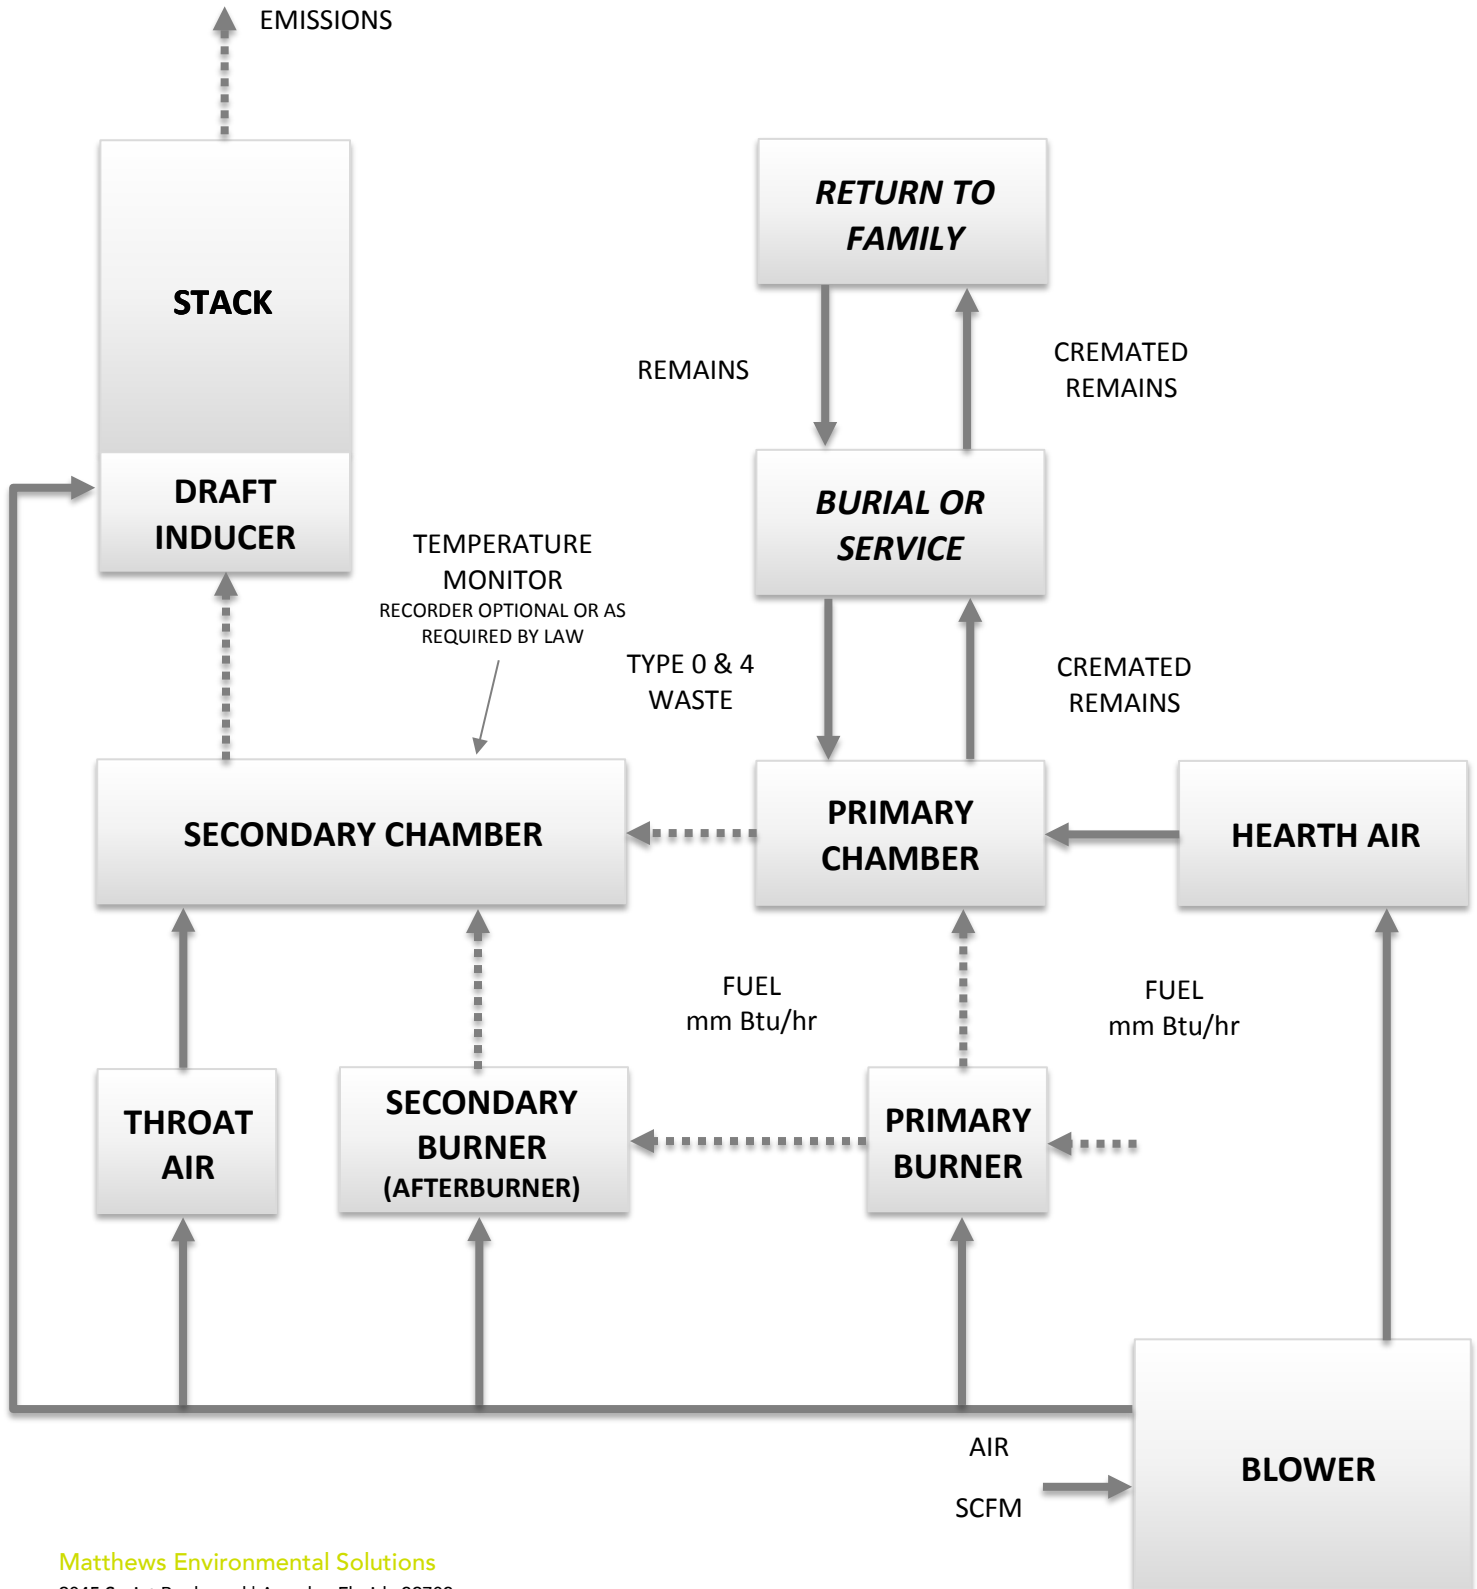 EMISSIONS
STACK
RETURN TO
FAMILY
REMAINS
CREMATED
REMAINS
DRAFT
INDUCER
BURIAL OR
SERVICE
TEMPERATURE
MONITOR
RECORDER OPTIONAL OR AS
REQUIRED BY LAW
TYPE 0 & 4
WASTE
CREMATED
REMAINS
SECONDARY CHAMBER
PRIMARY
CHAMBER
HEARTH AIR
FUEL
mm Btu/hr
FUEL
mm Btu/hr
THROAT
AIR
SECONDARY
BURNER
(AFTERBURNER)
PRIMARY
BURNER
AIR
SCFM
BLOWER
Matthews Environmental Solutions